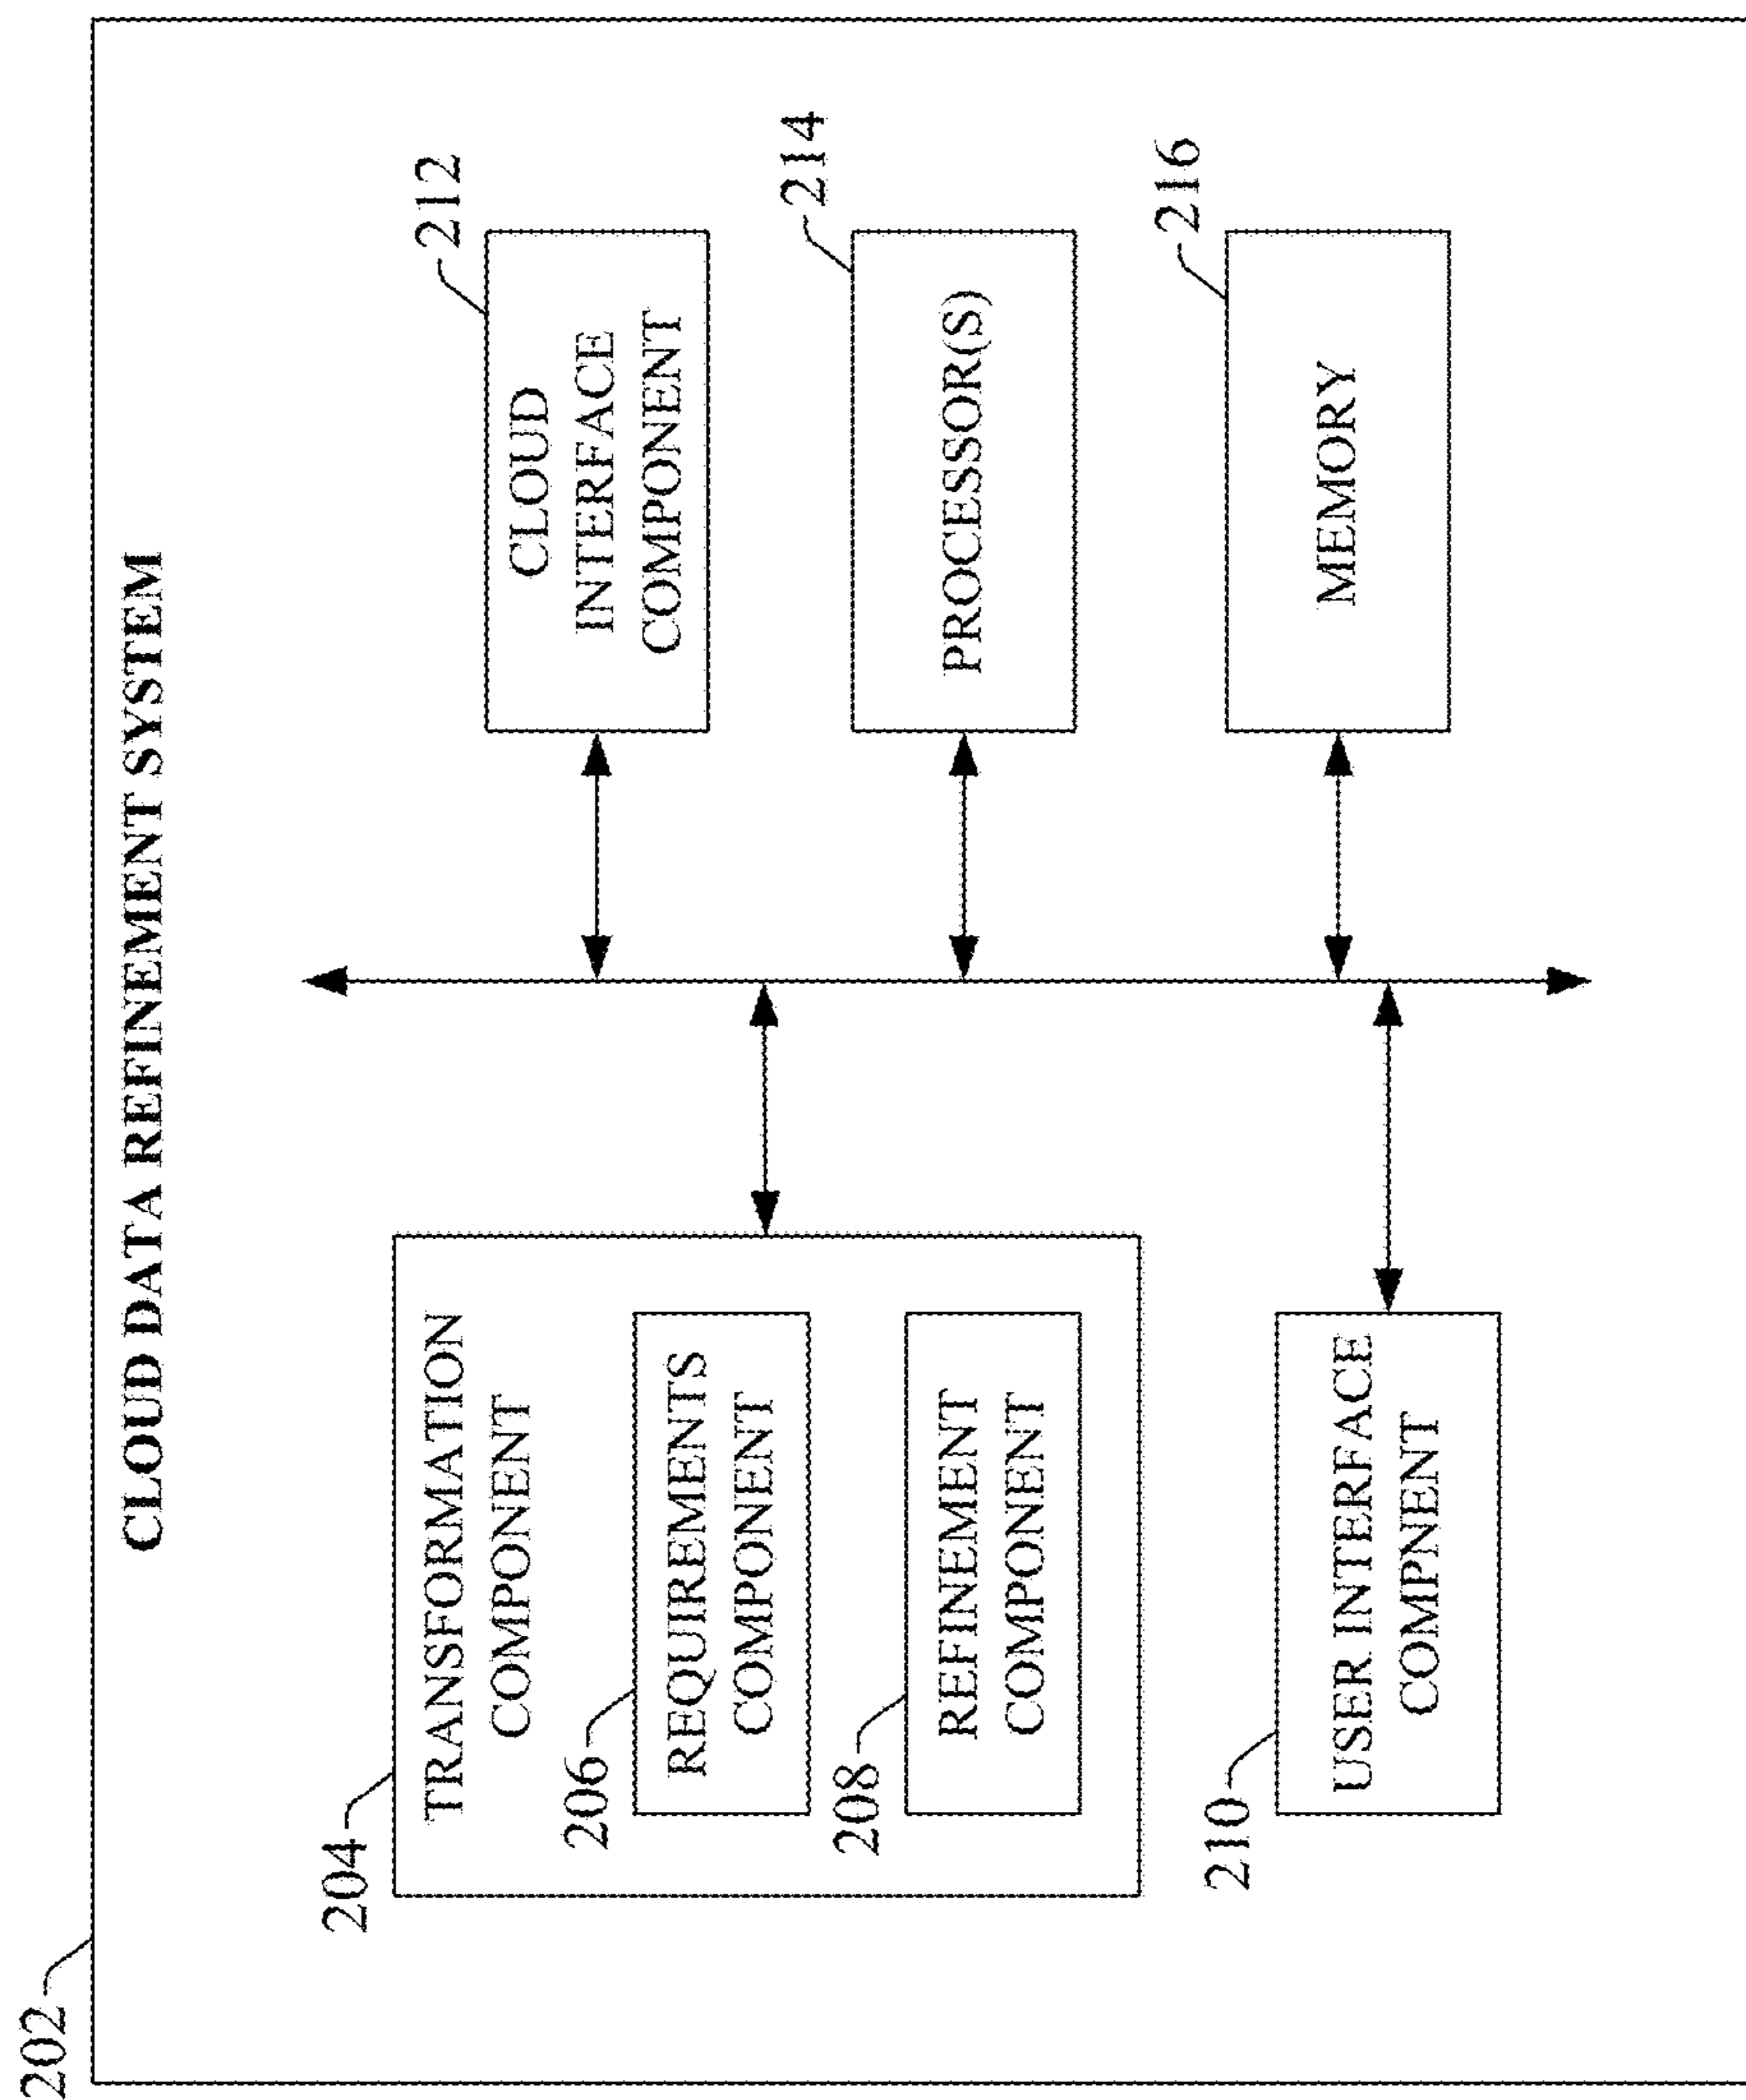 202
CLOUD DATA REFINEMENT SYSTEM
204
TRANSFORMATION
COMPONENT
206
REQUIREMENTS
COMPONENT
208
REFINEMENT
COMPONENT
210
USER INTERFACE
COMPNENT
212
CLOUD
INTERFACE
COMPONENT
214
PROCESSOR(S)
216
MEMORY